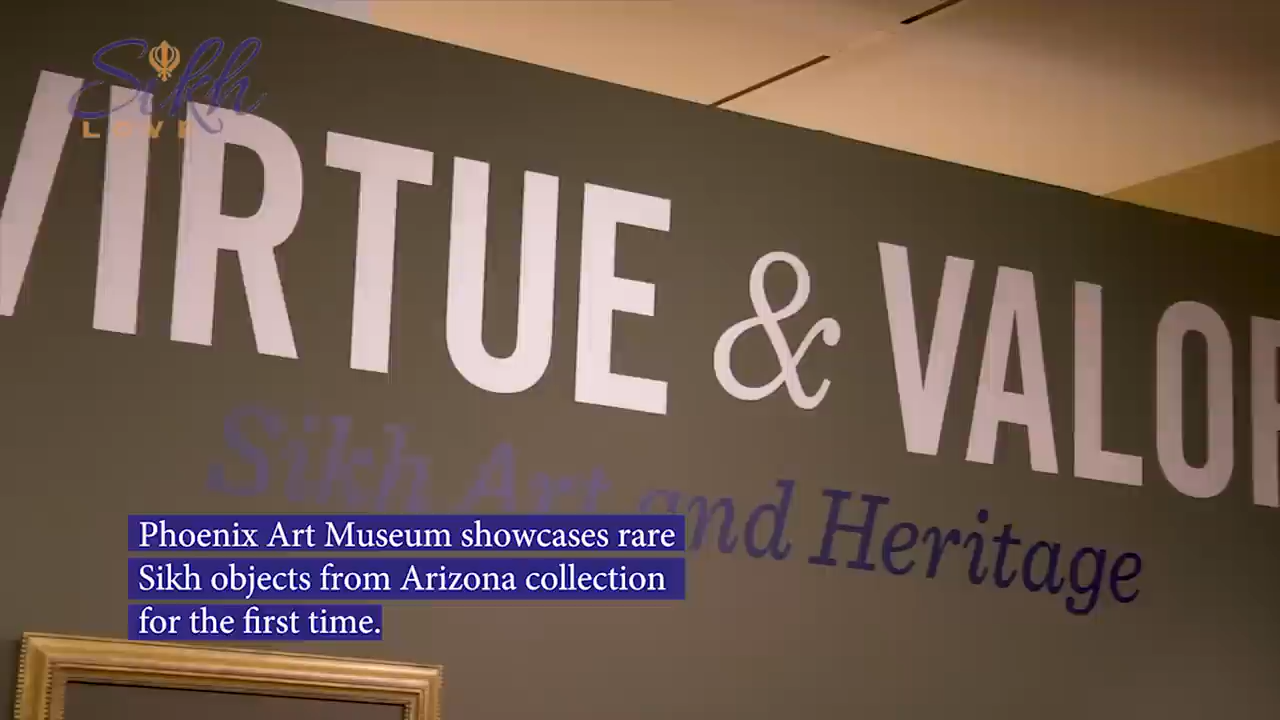 Sikh
LOVE
VIRTUE & VALOR
Sikh Art and Heritage
Phoenix Art Museum showcases rare
Sikh objects from Arizona collection
for the first time.